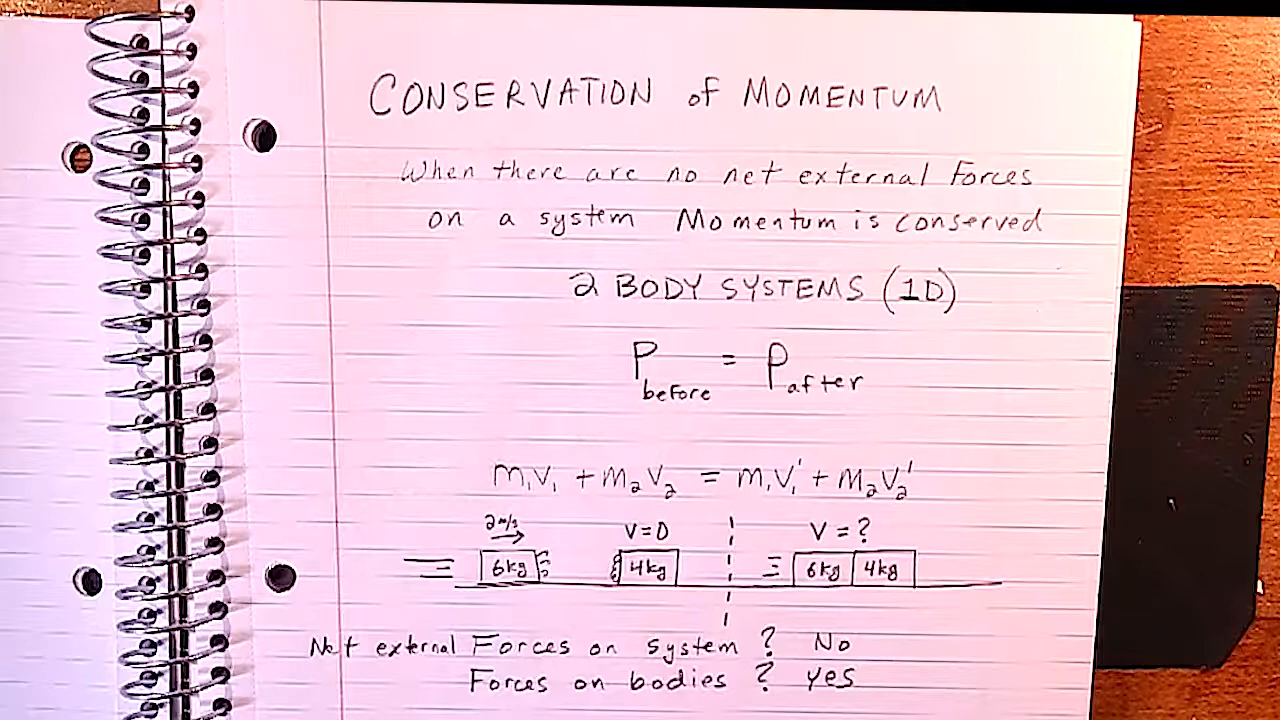 CONSERVATION of MOMENTUM
When there are no net external Forces
on a system Momentum is conserved
2 BODY SYSTEMS (1D)
P before = P after
m₁v₁ + m₂v₂ = m₁v₁' + m₂v₂'
2 m/s V=0 V=?
6kg 4kg 6kg 4kg
Net external Forces on system ? No
Forces on bodies ? yes